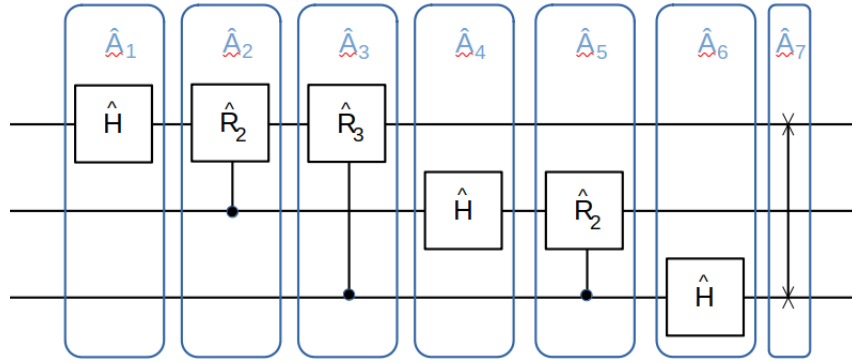 Â₁ Â₂ Â₃ Â₄ Â₅ Â₆ Â₇
Ĥ R̂₂ R̂₃
Ĥ R̂₂
Ĥ